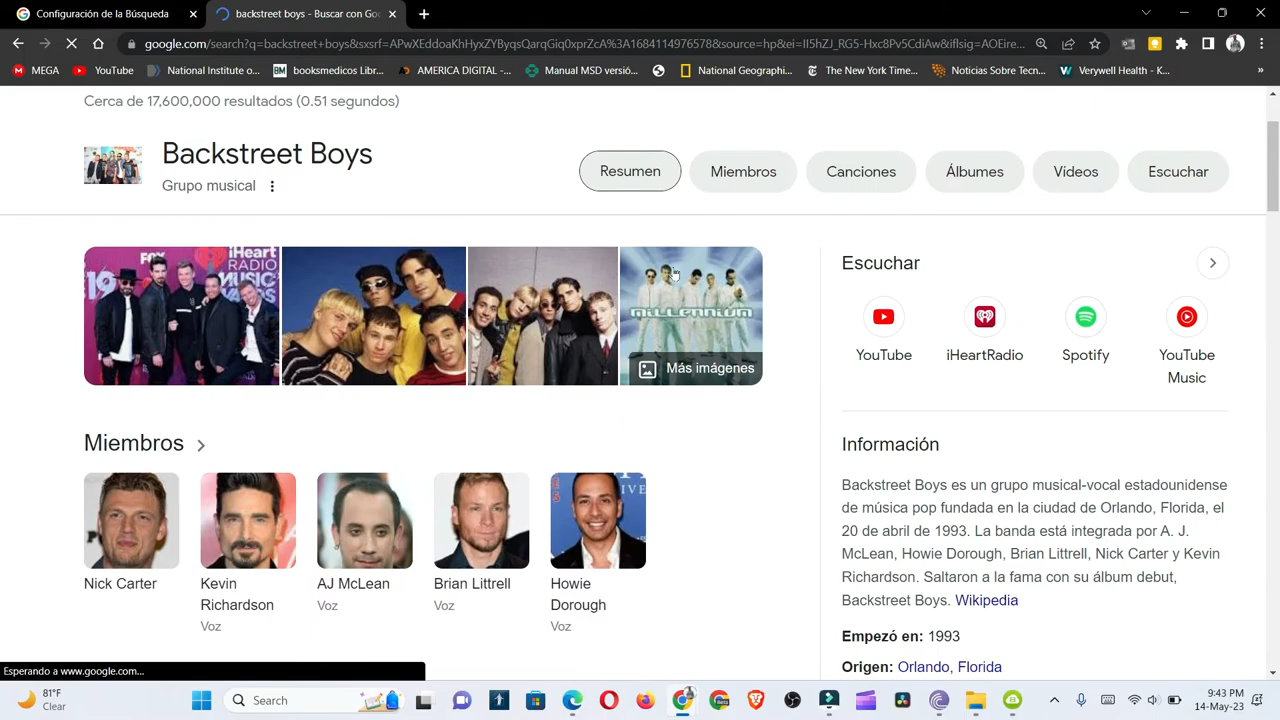 Configuración de la Búsqueda
backstreet boys - Buscar con Goo
google.com/search?q=backstreet+boys&sxsrf=APwXEddoaKHyxZYByqsQarqGiq0xprZcA%3A1684114976578&source=hp&ei=II5hZJ_RG5-Hxc8Pv5CdiAw&iflsig=AOEire...
MEGA
YouTube
National Institute o...
booksmedicos Libr...
AMERICA DIGITAL -...
Manual MSD versió...
National Geographi...
The New York Time...
Noticias Sobre Tecn...
Verywell Health - K...
»
Cerca de 17,600,000 resultados (0.51 segundos)
Backstreet Boys
Grupo musical
Resumen
Miembros
Canciones
Álbumes
Videos
Escuchar
FOX
iHeart
RADIO
MUSIC
AWARDS
19
millennium
Más imágenes
Escuchar
YouTube
iHeartRadio
Spotify
YouTube
Music
Miembros
Nick Carter
Kevin
Richardson
Voz
AJ McLean
Voz
Brian Littrell
Voz
Howie
Dorough
Voz
Información
Backstreet Boys es un grupo musical-vocal estadounidense
de música pop fundada en la ciudad de Orlando, Florida, el
20 de abril de 1993. La banda está integrada por A. J.
McLean, Howie Dorough, Brian Littrell, Nick Carter y Kevin
Richardson. Saltaron a la fama con su álbum debut,
Backstreet Boys. Wikipedia
Empezó en: 1993
Origen: Orlando, Florida
Esperando a www.google.com...
81°F
Clear
Search
9:43 PM
14-May-23